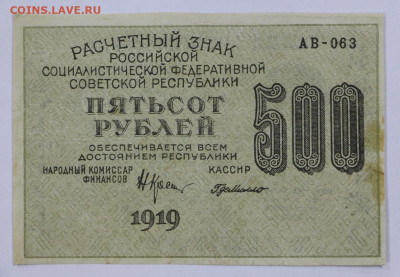 COINS.LAVE.RU
РАСЧЕТНЫЙ ЗНАК
АВ-063
РОССИЙСКОЙ
СОЦИАЛИСТИЧЕСКОЙ ФЕДЕРАТИВНОЙ
СОВЕТСКОЙ РЕСПУБЛИКИ
ПЯТЬСОТ
РУБЛЕЙ
500
ОБЕСПЕЧИВАЕТСЯ ВСЕМ
ДОСТОЯНИЕМ РЕСПУБЛИКИ
НАРОДНЫЙ КОМИССАР
ФИНАНСОВ
КАССИР
1919